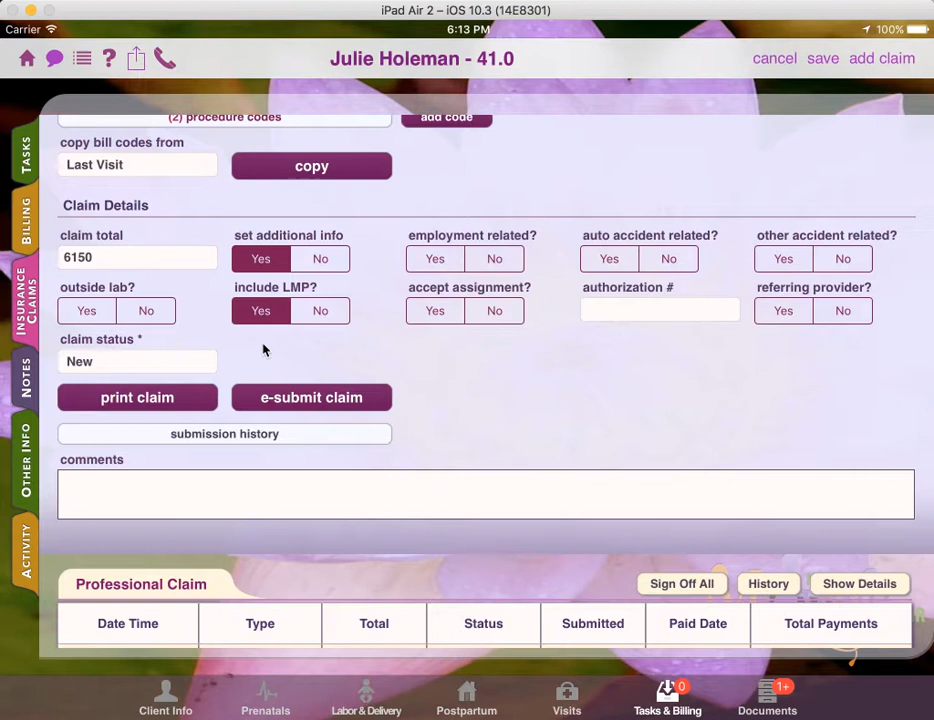 iPad Air 2 – iOS 10.3 (14E8301)
Carrier 6:13 PM 100%
? Julie Holeman - 41.0 cancel save add claim
(2) procedure codes add code
copy bill codes from
Last Visit copy
Claim Details
claim total set additional info employment related? auto accident related? other accident related?
6150 Yes No Yes No Yes No Yes No
outside lab? include LMP? accept assignment? authorization # referring provider?
Yes No Yes No Yes No Yes No
claim status *
New
print claim e-submit claim
submission history
comments
TASKS
BILLING
INSURANCE CLAIMS
NOTES
OTHER INFO
ACTIVITY
Professional Claim Sign Off All History Show Details
Date Time Type Total Status Submitted Paid Date Total Payments
0 1+
Client Info Prenatals Labor & Delivery Postpartum Visits Tasks & Billing Documents